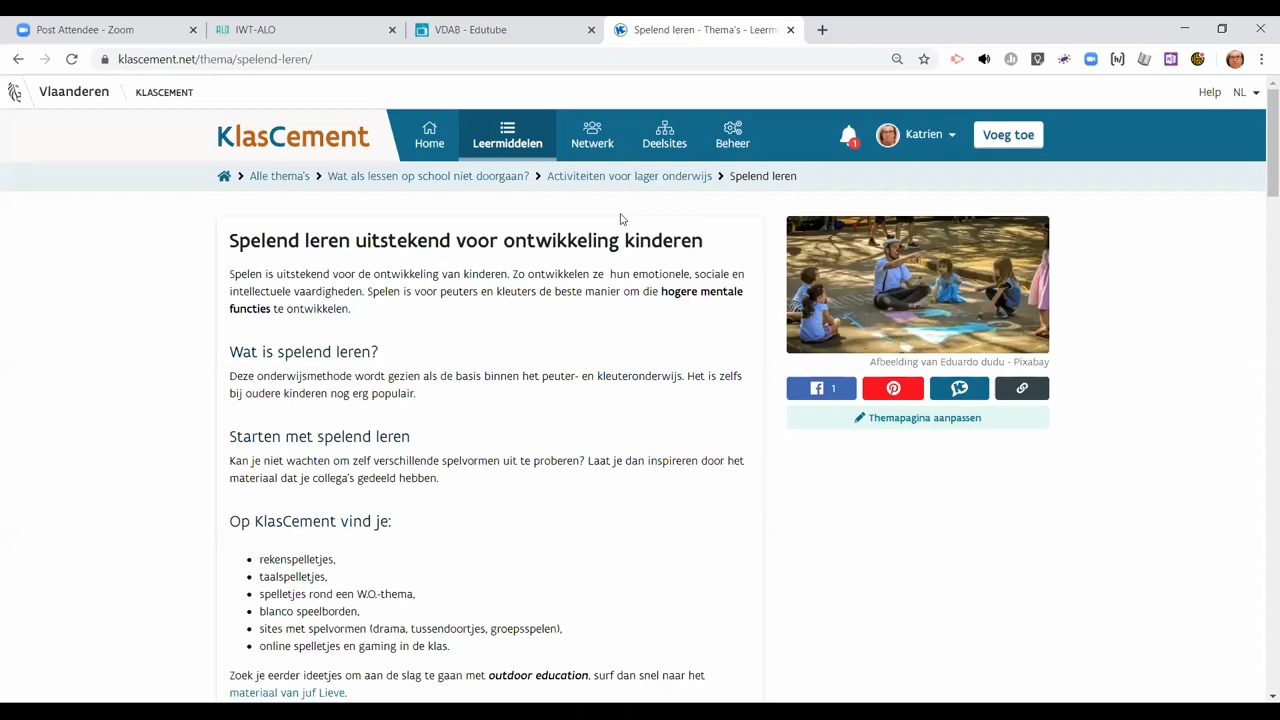 Post Attendee - Zoom
IWT-ALO
VDAB - Edutube
Spelend leren - Thema's - Leerm
klascement.net/thema/spelend-leren/
Vlaanderen
KLASCEMENT
Help
NL
KlasCement
Home
Leermiddelen
Netwerk
Deelsites
Beheer
1
Katrien
Voeg toe
Alle thema's
Wat als lessen op school niet doorgaan?
Activiteiten voor lager onderwijs
Spelend leren
Spelend leren uitstekend voor ontwikkeling kinderen
Spelen is uitstekend voor de ontwikkeling van kinderen. Zo ontwikkelen ze hun emotionele, sociale en
intellectuele vaardigheden. Spelen is voor peuters en kleuters de beste manier om die hogere mentale
functies te ontwikkelen.
Wat is spelend leren?
Deze onderwijsmethode wordt gezien als de basis binnen het peuter- en kleuteronderwijs. Het is zelfs
bij oudere kinderen nog erg populair.
Starten met spelend leren
Kan je niet wachten om zelf verschillende spelvormen uit te proberen? Laat je dan inspireren door het
materiaal dat je collega's gedeeld hebben.
Op KlasCement vind je:
rekenspelletjes,
taalspelletjes,
spelletjes rond een W.O.-thema,
blanco speelborden,
sites met spelvormen (drama, tussendoortjes, groepsspelen),
online spelletjes en gaming in de klas.
Zoek je eerder ideetjes om aan de slag te gaan met outdoor education, surf dan snel naar het
materiaal van juf Lieve.
Afbeelding van Eduardo dudu - Pixabay
1
Themapagina aanpassen